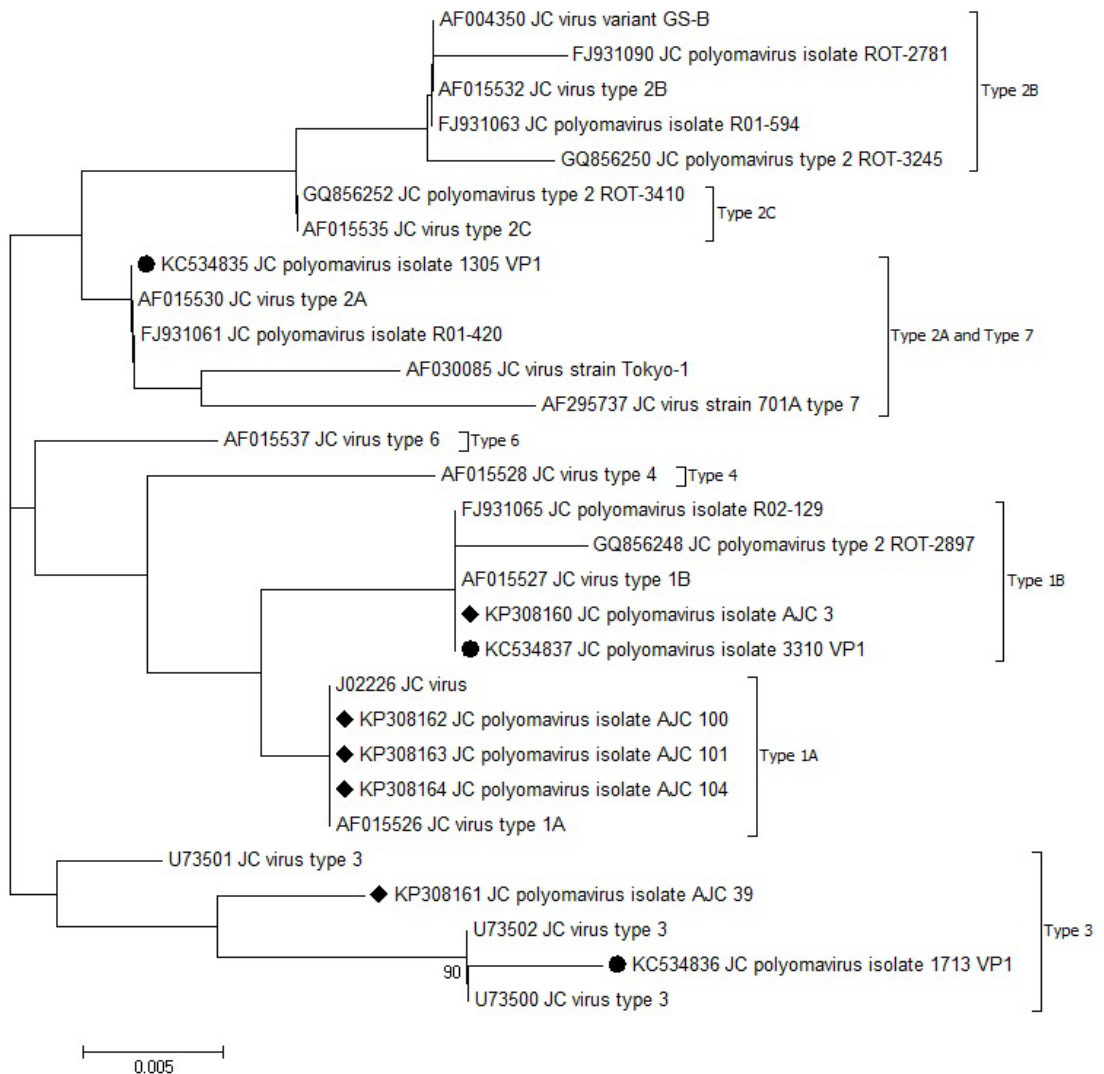 AF004350 JC virus variant GS-B
FJ931090 JC polyomavirus isolate ROT-2781
AF015532 JC virus type 2B
Type 2B
FJ931063 JC polyomavirus isolate R01-594
GQ856250 JC polyomavirus type 2 ROT-3245
GQ856252 JC polyomavirus type 2 ROT-3410
Type 2C
AF015535 JC virus type 2C
KC534835 JC polyomavirus isolate 1305 VP1
AF015530 JC virus type 2A
FJ931061 JC polyomavirus isolate R01-420
Type 2A and Type 7
AF030085 JC virus strain Tokyo-1
AF295737 JC virus strain 701A type 7
AF015537 JC virus type 6
Type 6
AF015528 JC virus type 4
Type 4
FJ931065 JC polyomavirus isolate R02-129
GQ856248 JC polyomavirus type 2 ROT-2897
AF015527 JC virus type 1B
Type 1B
KP308160 JC polyomavirus isolate AJC 3
KC534837 JC polyomavirus isolate 3310 VP1
J02226 JC virus
KP308162 JC polyomavirus isolate AJC 100
KP308163 JC polyomavirus isolate AJC 101
Type 1A
KP308164 JC polyomavirus isolate AJC 104
AF015526 JC virus type 1A
U73501 JC virus type 3
KP308161 JC polyomavirus isolate AJC 39
U73502 JC virus type 3
Type 3
KC534836 JC polyomavirus isolate 1713 VP1
90
U73500 JC virus type 3
0.005